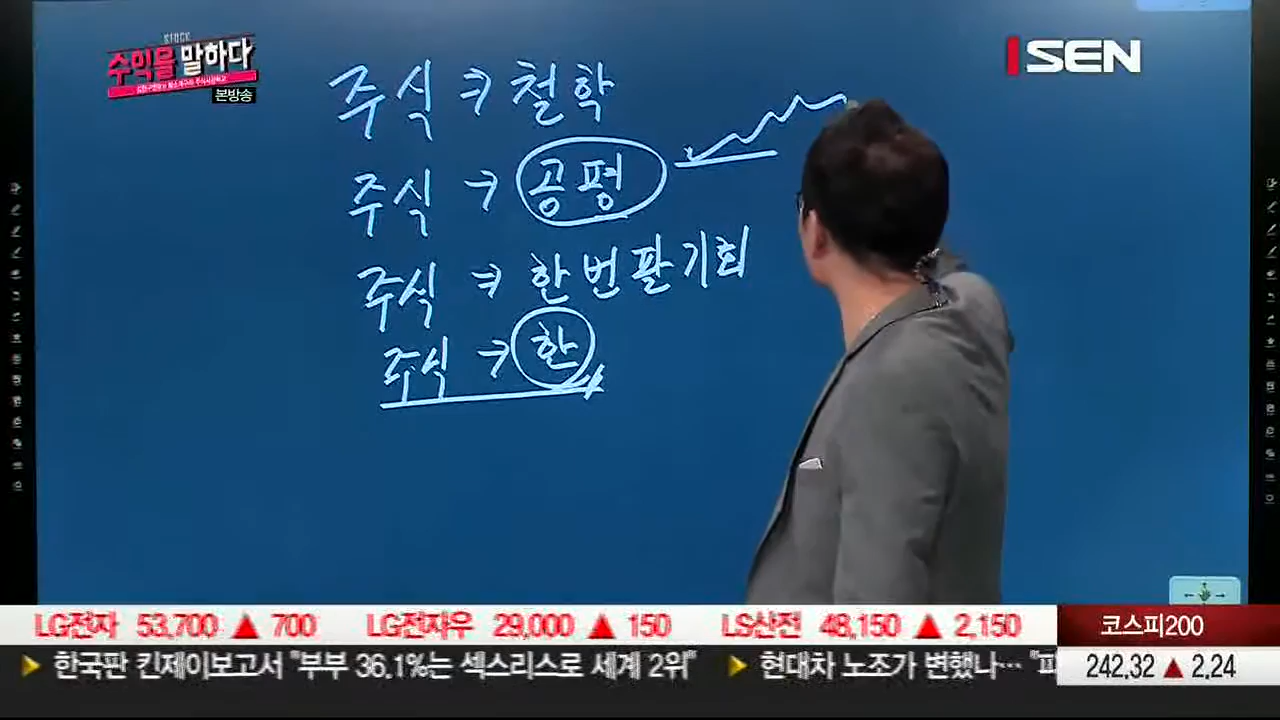 STOCK
수익을 말하다
본방송
SEN
주식 ⇒ 철학
주식 → 공평
주식 ⇒ 한번 팔 기회
주식 → 한
LG전자 53,700 ▲ 700 LG전자우 29,000 ▲ 150 LS산전 48,150 ▲ 2,150 코스피200
한국판 킨제이보고서 "부부 36.1%는 섹스리스로 세계 2위" 현대차 노조가 변했나… "파 242.32 ▲ 2.24